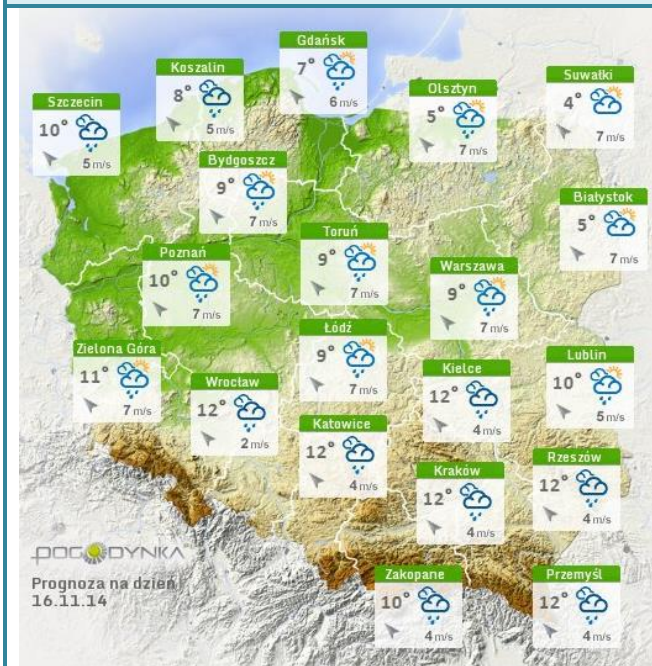 Gdańsk
7°
6 m/s
Koszalin
8°
5 m/s
Suwałki
4°
7 m/s
Olsztyn
5°
7 m/s
Szczecin
10°
5 m/s
Bydgoszcz
9°
7 m/s
Białystok
5°
7 m/s
Toruń
9°
7 m/s
Poznań
10°
7 m/s
Warszawa
9°
7 m/s
Łódź
9°
7 m/s
Zielona Góra
11°
7 m/s
Lublin
10°
5 m/s
Kielce
12°
4 m/s
Wrocław
12°
2 m/s
Katowice
12°
4 m/s
Rzeszów
12°
4 m/s
Kraków
12°
4 m/s
POGODYNKA
Prognoza na dzień
16.11.14
Zakopane
10°
4 m/s
Przemyśl
12°
4 m/s